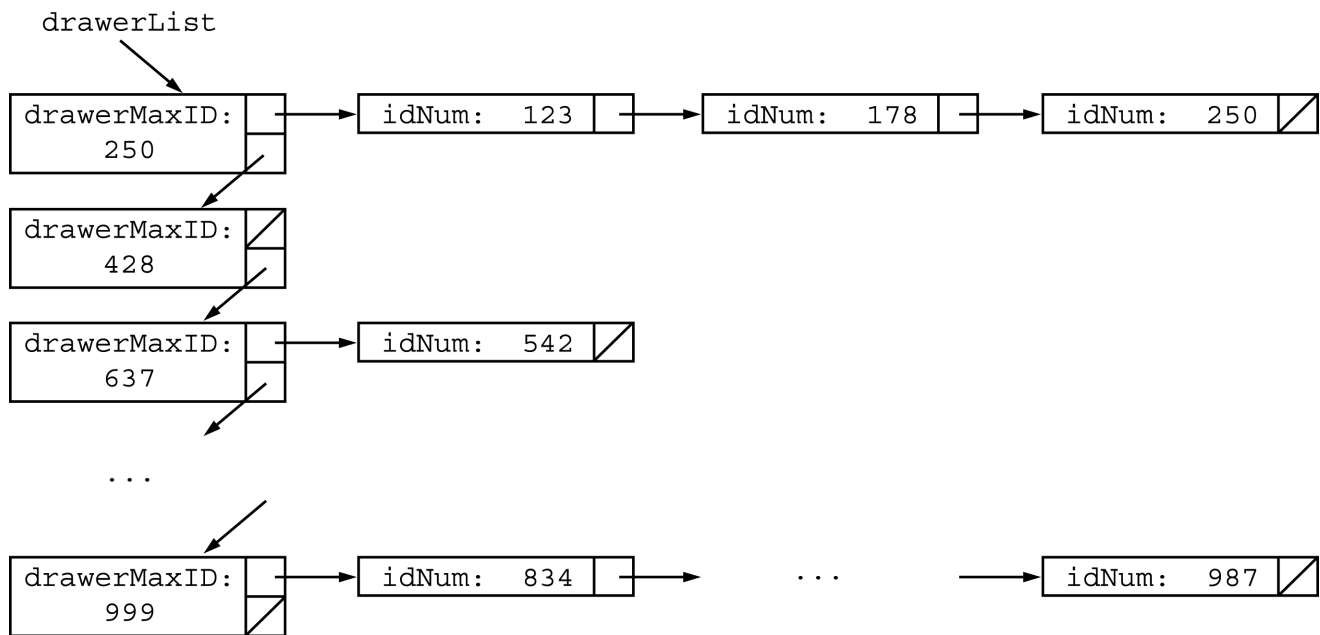 drawerList
drawerMaxID: idNum: 123 idNum: 178 idNum: 250
250
drawerMaxID:
428
drawerMaxID: idNum: 542
637
...
drawerMaxID: idNum: 834 ... idNum: 987
999